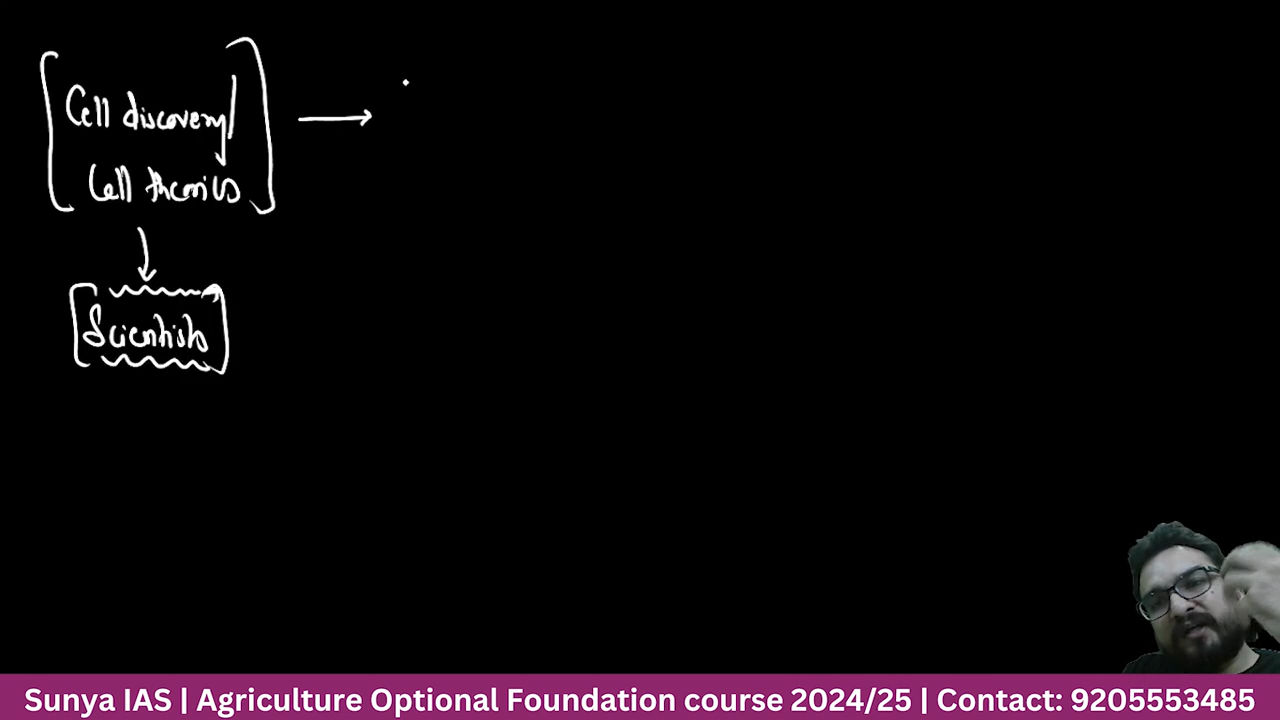 Cell discovery/
Cell theories
Scientists
Sunya IAS | Agriculture Optional Foundation course 2024/25 | Contact: 9205553485